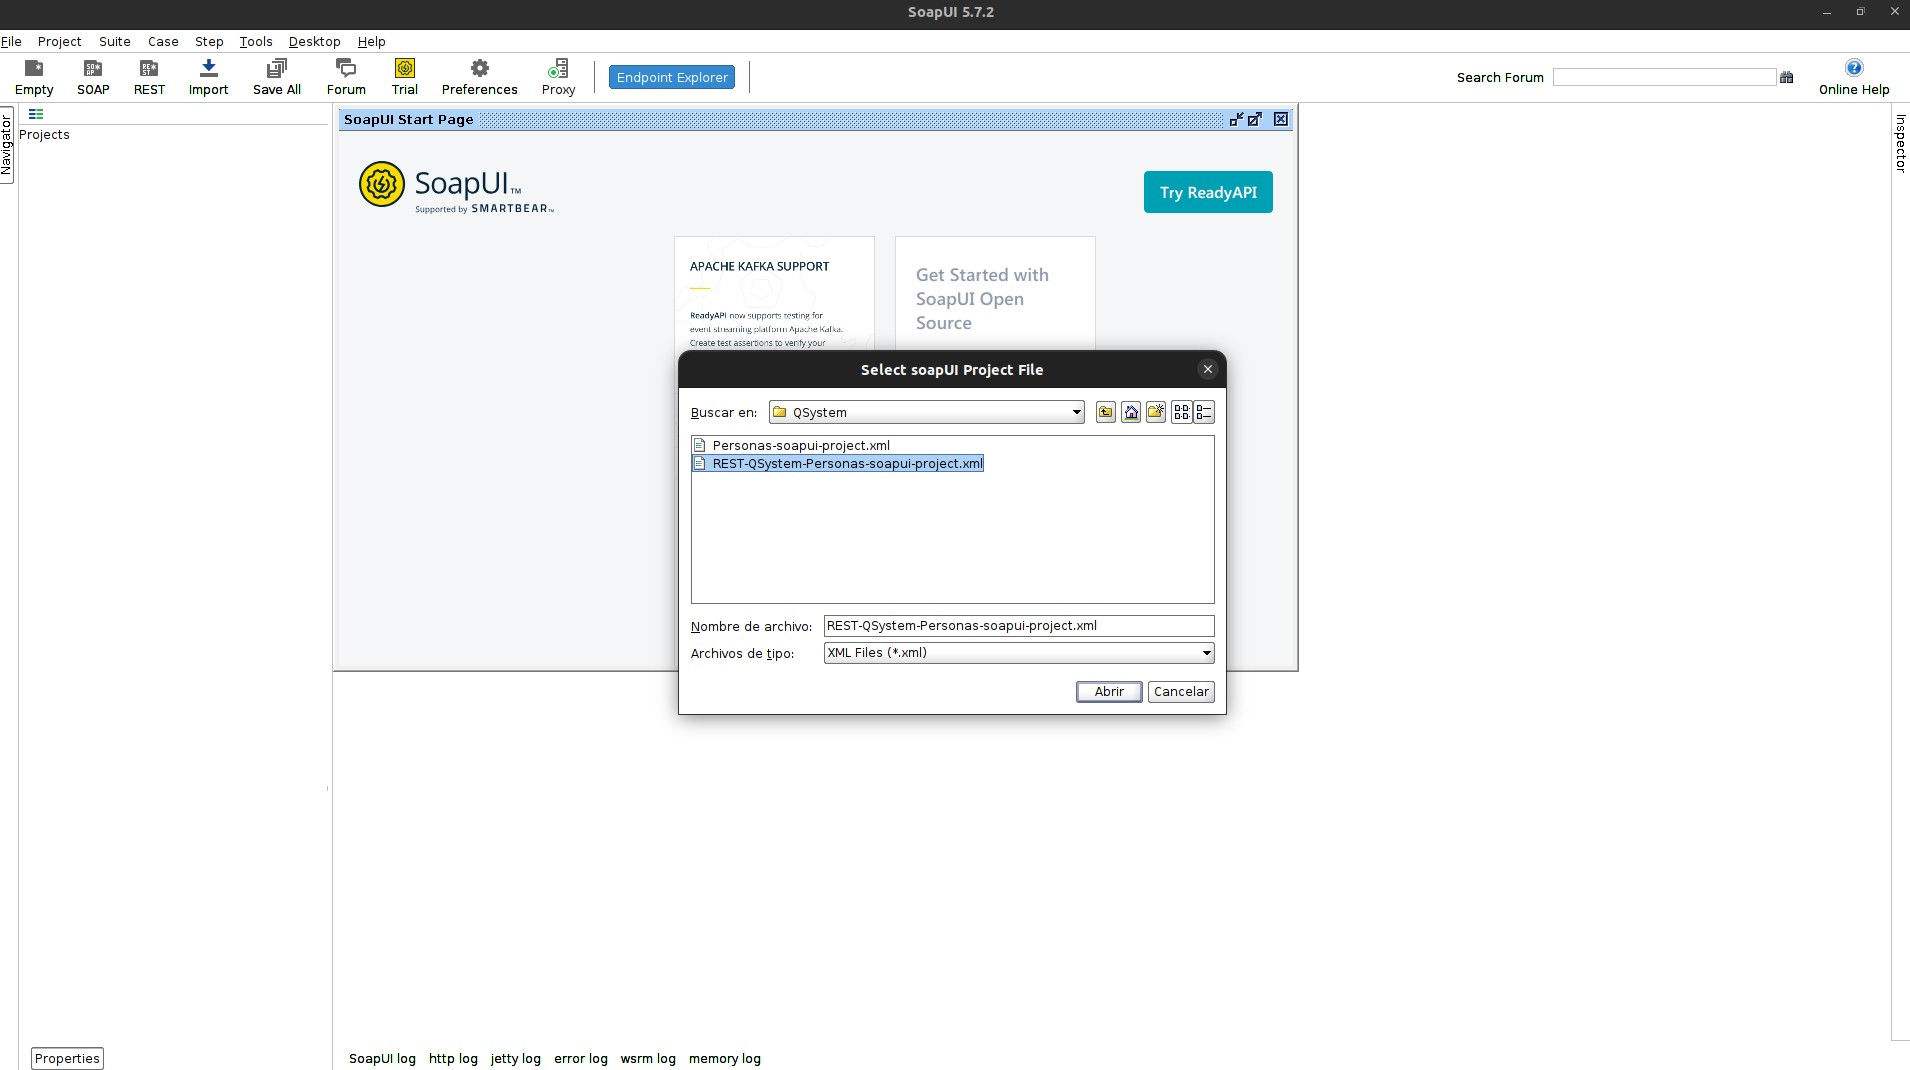 SoapUI 5.7.2
File Project Suite Case Step Tools Desktop Help
Empty SOAP REST Import Save All Forum Trial Preferences Proxy Endpoint Explorer Search Forum Online Help
Navigator
Projects
SoapUI Start Page
Inspector
SoapUI™
Supported by SMARTBEAR™
Try ReadyAPI
APACHE KAFKA SUPPORT
ReadyAPI now supports testing for
event streaming platform Apache Kafka.
Create test assertions to verify your
Get Started with
SoapUI Open
Source
Select soapUI Project File
Buscar en: QSystem
Personas-soapui-project.xml
REST-QSystem-Personas-soapui-project.xml
Nombre de archivo: REST-QSystem-Personas-soapui-project.xml
Archivos de tipo: XML Files (*.xml)
Abrir Cancelar
Properties
SoapUI log http log jetty log error log wsrm log memory log